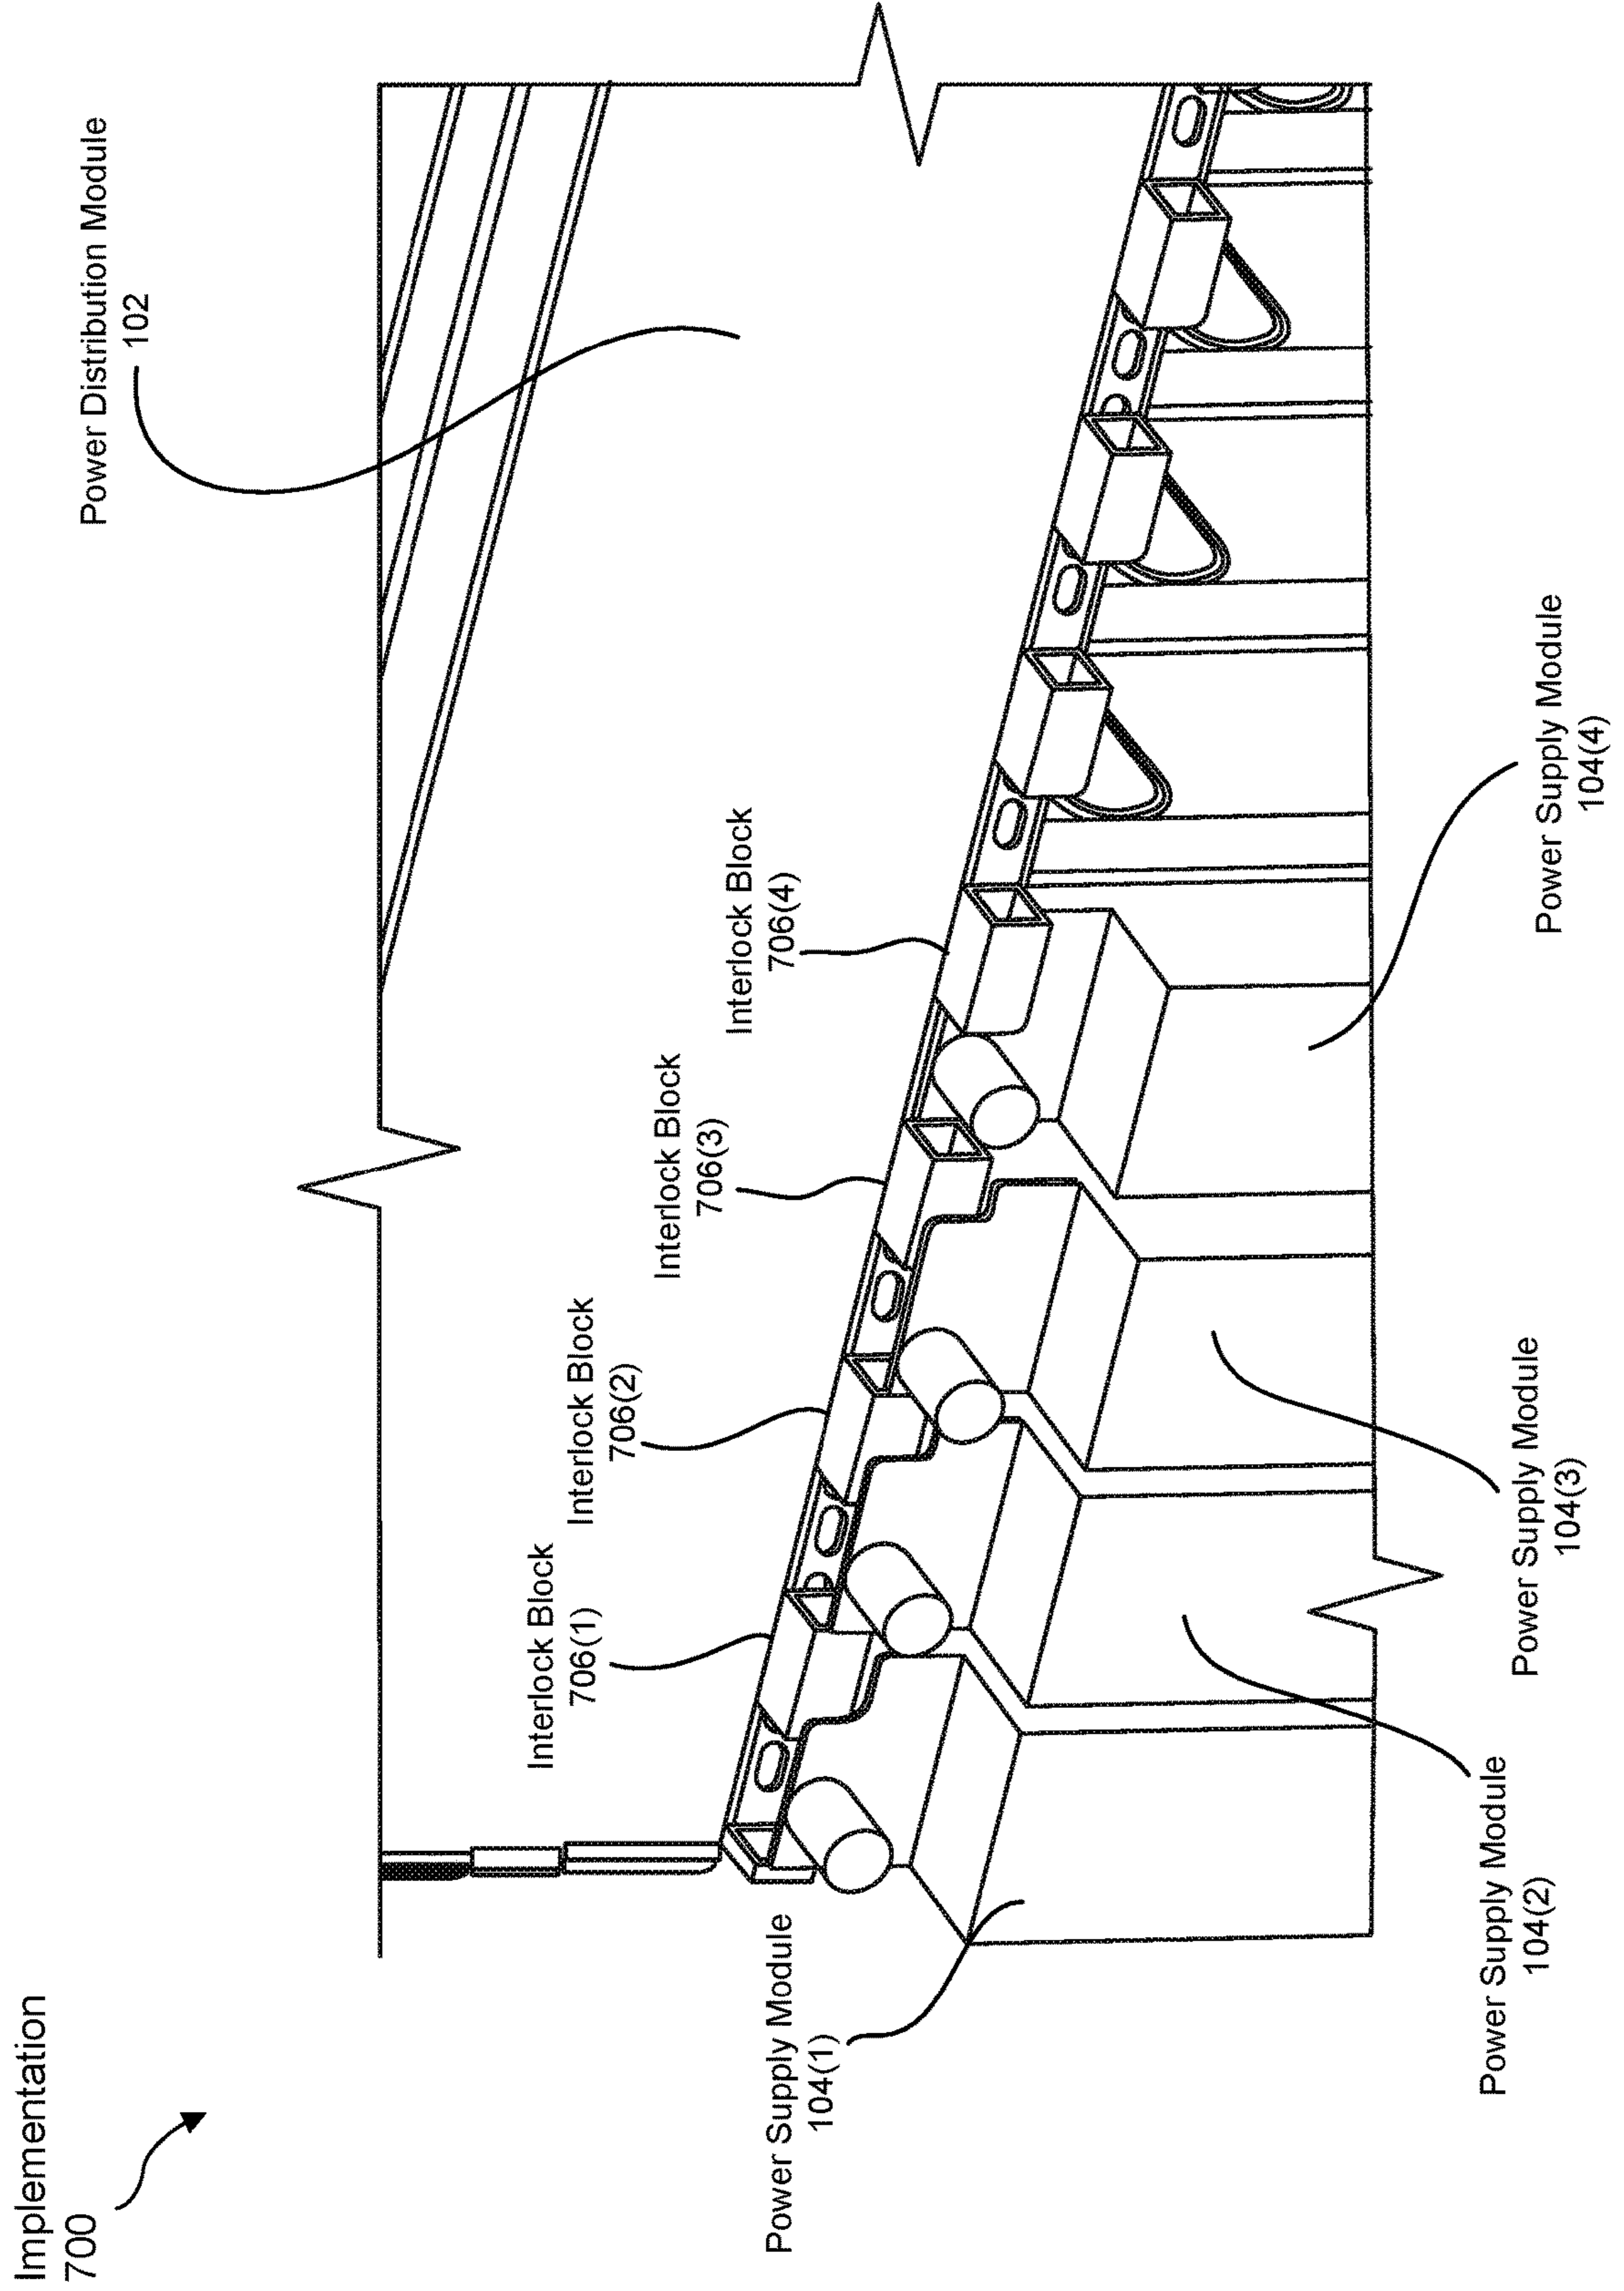 Implementation
700
Power Distribution Module
102
Interlock Block
706(1)
Interlock Block
706(2)
Interlock Block
706(3)
Interlock Block
706(4)
Power Supply Module
104(1)
Power Supply Module
104(2)
Power Supply Module
104(3)
Power Supply Module
104(4)